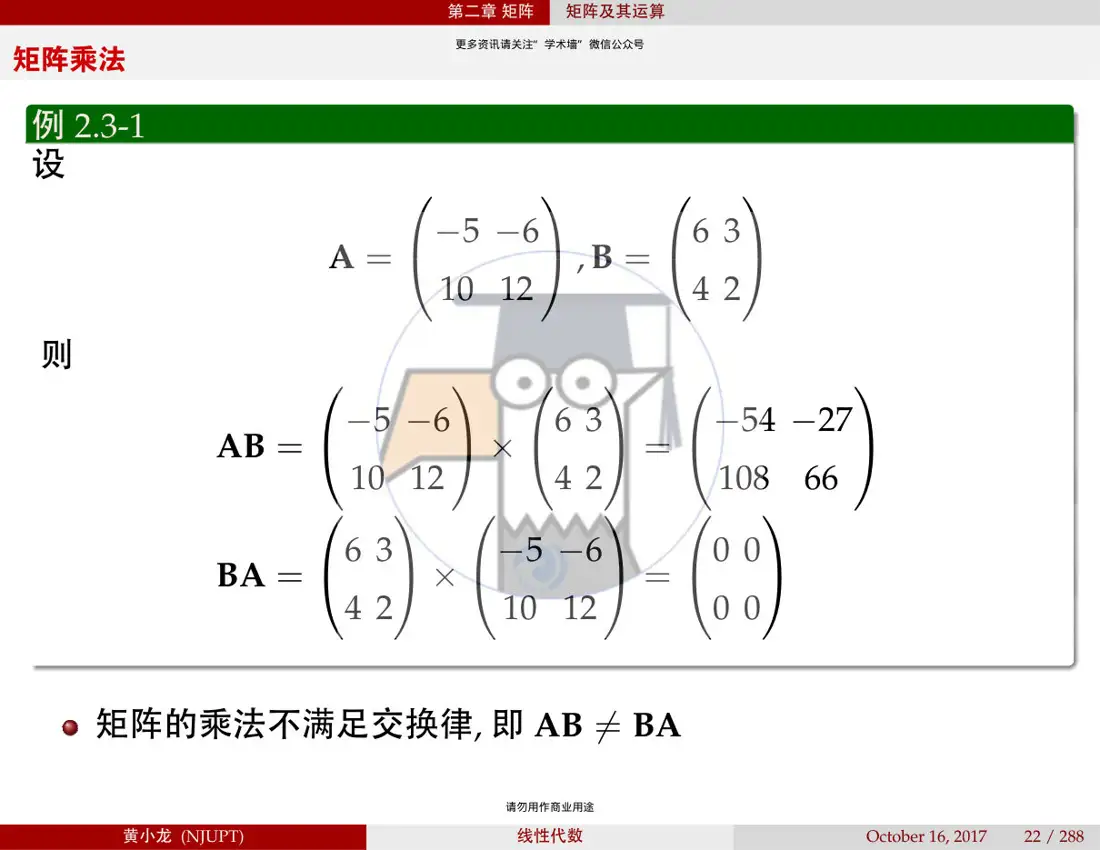 第二章 矩阵 矩阵及其运算
更多资讯请关注“学术墙”微信公众号
矩阵乘法
例 2.3-1
设
A = ( −5 −6 ; 10 12 ) , B = ( 6 3 ; 4 2 )
则
AB = ( −5 −6 ; 10 12 ) × ( 6 3 ; 4 2 ) = ( −54 −27 ; 108 66 )
BA = ( 6 3 ; 4 2 ) × ( −5 −6 ; 10 12 ) = ( 0 0 ; 0 0 )
矩阵的乘法不满足交换律, 即 AB ≠ BA
请勿用作商业用途
黄小龙 (NJUPT) 线性代数 October 16, 2017 22 / 288